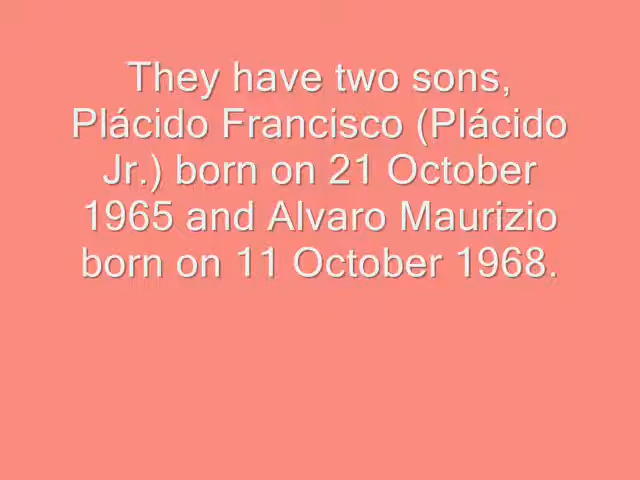 They have two sons,
Plácido Francisco (Plácido
Jr.) born on 21 October
1965 and Alvaro Maurizio
born on 11 October 1968.